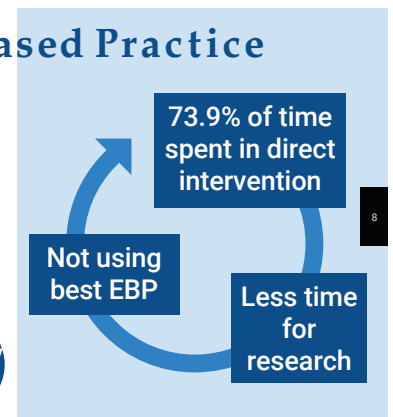 ased Practice
73.9% of time
spent in direct
intervention
8
Not using
best EBP
Less time
for
research